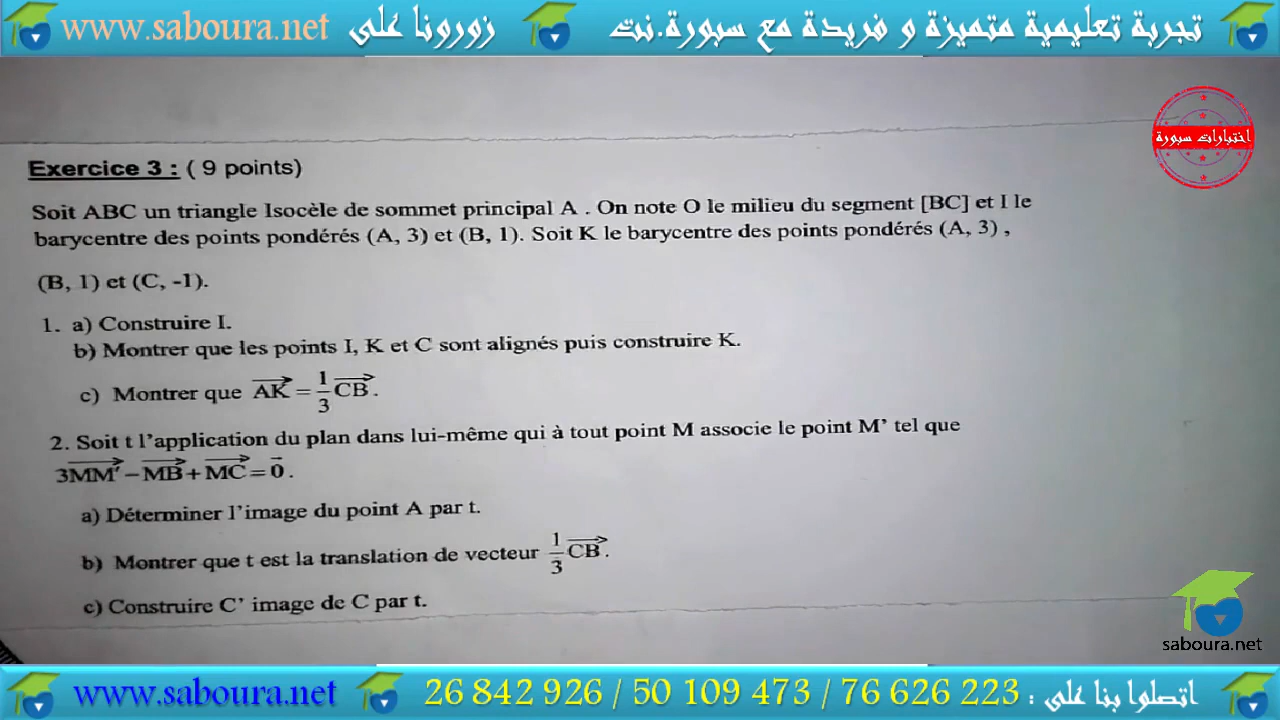 www.saboura.net زورونا على تجربة تعليمية متميزة و فريدة مع سبورة.نت
اختبارات سبورة
Exercice 3 : ( 9 points)
Soit ABC un triangle Isocèle de sommet principal A . On note O le milieu du segment [BC] et I le
barycentre des points pondérés (A, 3) et (B, 1). Soit K le barycentre des points pondérés (A, 3) ,
(B, 1) et (C, -1).
1. a) Construire I.
b) Montrer que les points I, K et C sont alignés puis construire K.
c) Montrer que $\overrightarrow{AK} = \frac{1}{3}\overrightarrow{CB}$.
2. Soit t l'application du plan dans lui-même qui à tout point M associe le point M' tel que
$3\overrightarrow{MM'} - \overrightarrow{MB} + \overrightarrow{MC} = \vec{0}$.
a) Déterminer l'image du point A par t.
b) Montrer que t est la translation de vecteur $\frac{1}{3}\overrightarrow{CB}$.
c) Construire C' image de C par t.
saboura.net
www.saboura.net 26 842 926 / 50 109 473 / 76 626 223 : اتصلوا بنا على